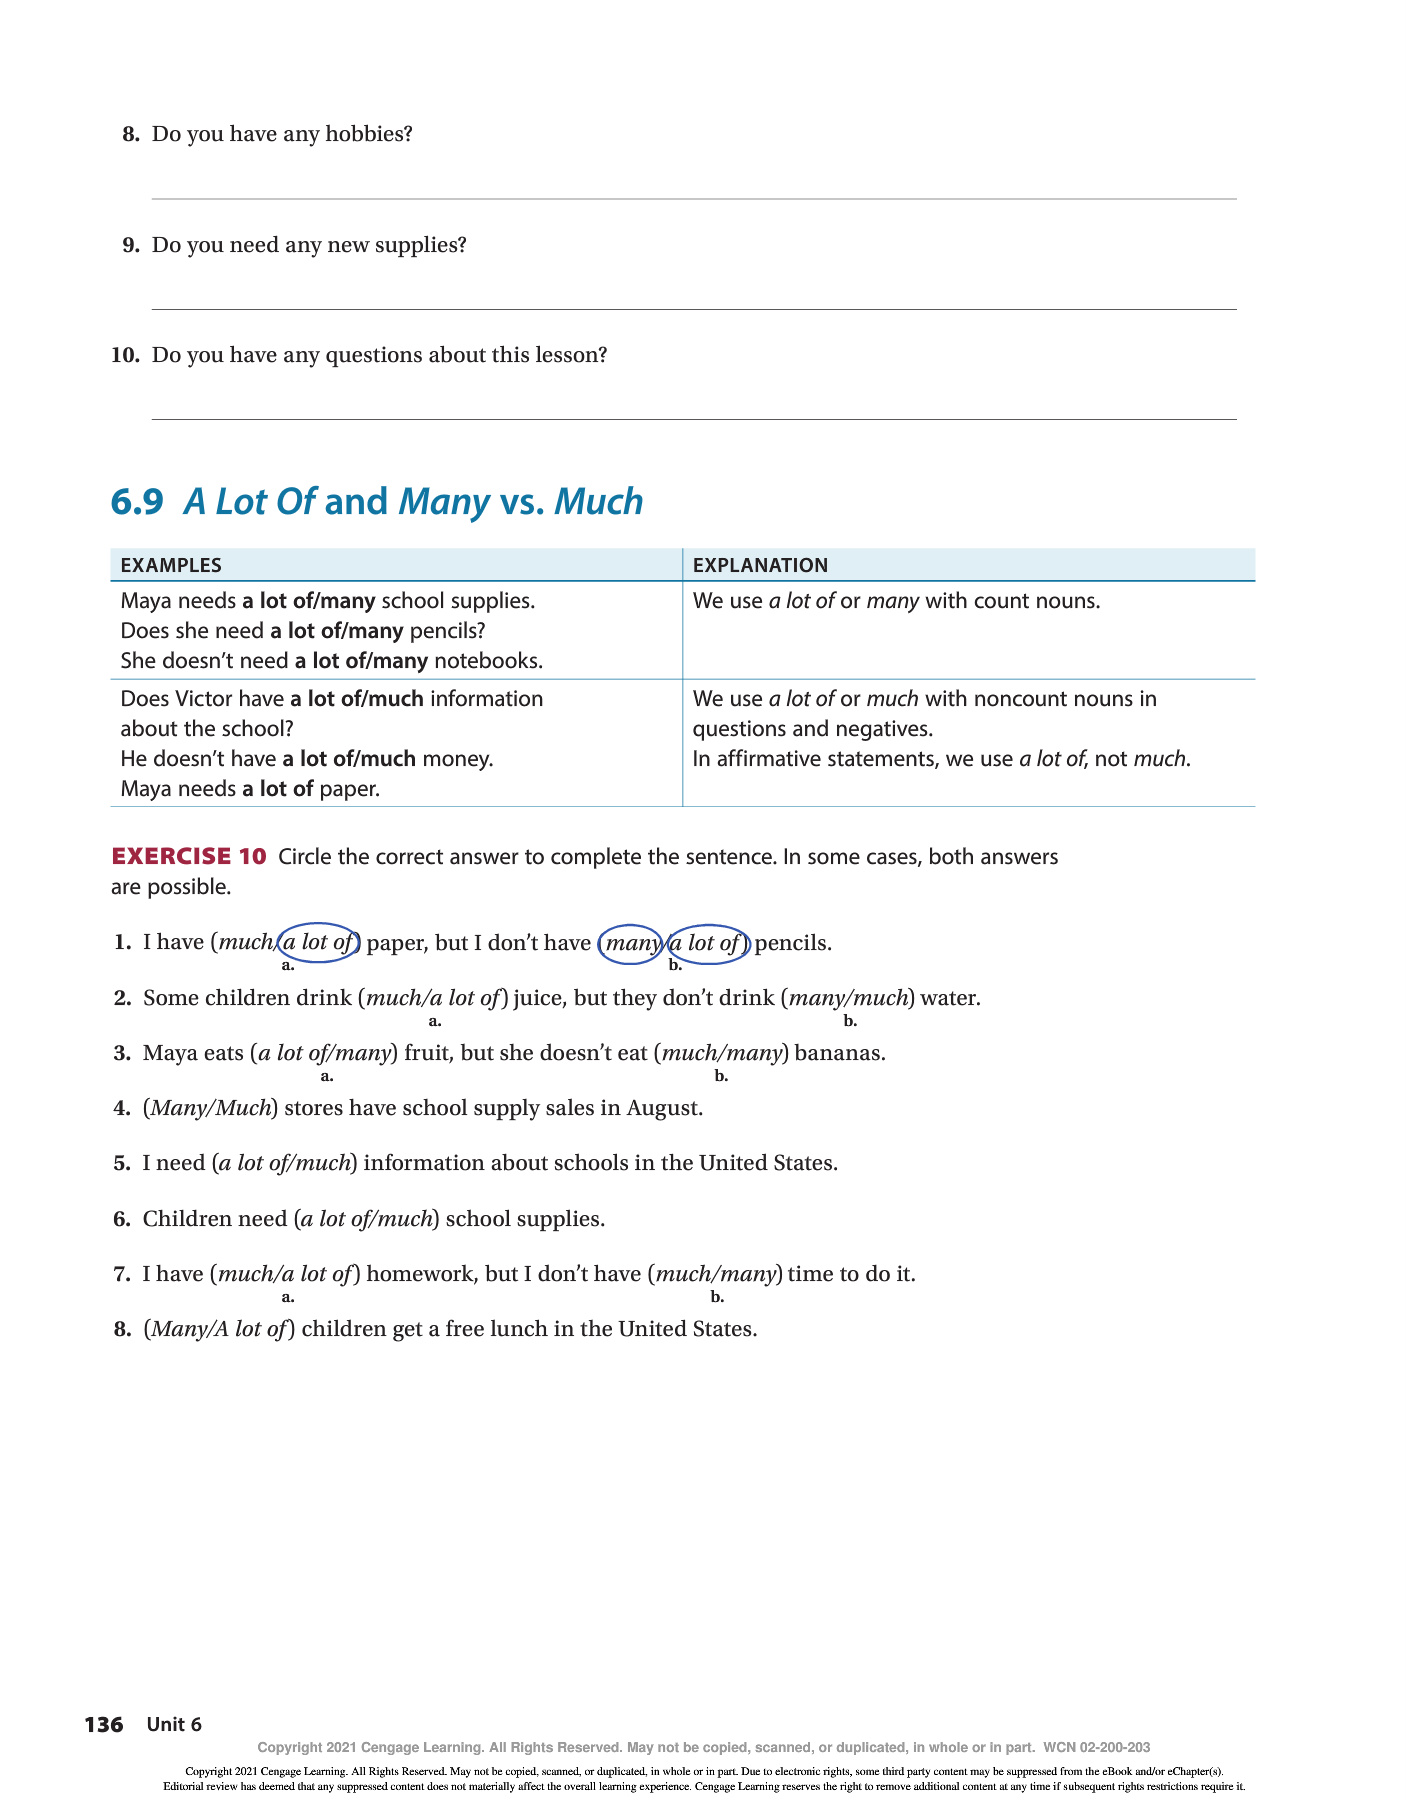 8. Do you have any hobbies?
9. Do you need any new supplies?
10. Do you have any questions about this lesson?
6.9 A Lot Of and Many vs. Much
EXAMPLES
EXPLANATION
Maya needs a lot of/many school supplies.
Does she need a lot of/many pencils?
She doesn’t need a lot of/many notebooks.
We use a lot of or many with count nouns.
Does Victor have a lot of/much information
about the school?
He doesn’t have a lot of/much money.
Maya needs a lot of paper.
We use a lot of or much with noncount nouns in
questions and negatives.
In affirmative statements, we use a lot of, not much.
EXERCISE 10 Circle the correct answer to complete the sentence. In some cases, both answers
are possible.
1. I have (much/a lot of) paper, but I don’t have (many/a lot of) pencils.
a. b.
2. Some children drink (much/a lot of) juice, but they don’t drink (many/much) water.
a. b.
3. Maya eats (a lot of/many) fruit, but she doesn’t eat (much/many) bananas.
a. b.
4. (Many/Much) stores have school supply sales in August.
5. I need (a lot of/much) information about schools in the United States.
6. Children need (a lot of/much) school supplies.
7. I have (much/a lot of) homework, but I don’t have (much/many) time to do it.
a. b.
8. (Many/A lot of) children get a free lunch in the United States.
136 Unit 6
Copyright 2021 Cengage Learning. All Rights Reserved. May not be copied, scanned, or duplicated, in whole or in part. WCN 02-200-203
Copyright 2021 Cengage Learning. All Rights Reserved. May not be copied, scanned, or duplicated, in whole or in part. Due to electronic rights, some third party content may be suppressed from the eBook and/or eChapter(s).
Editorial review has deemed that any suppressed content does not materially affect the overall learning experience. Cengage Learning reserves the right to remove additional content at any time if subsequent rights restrictions require it.